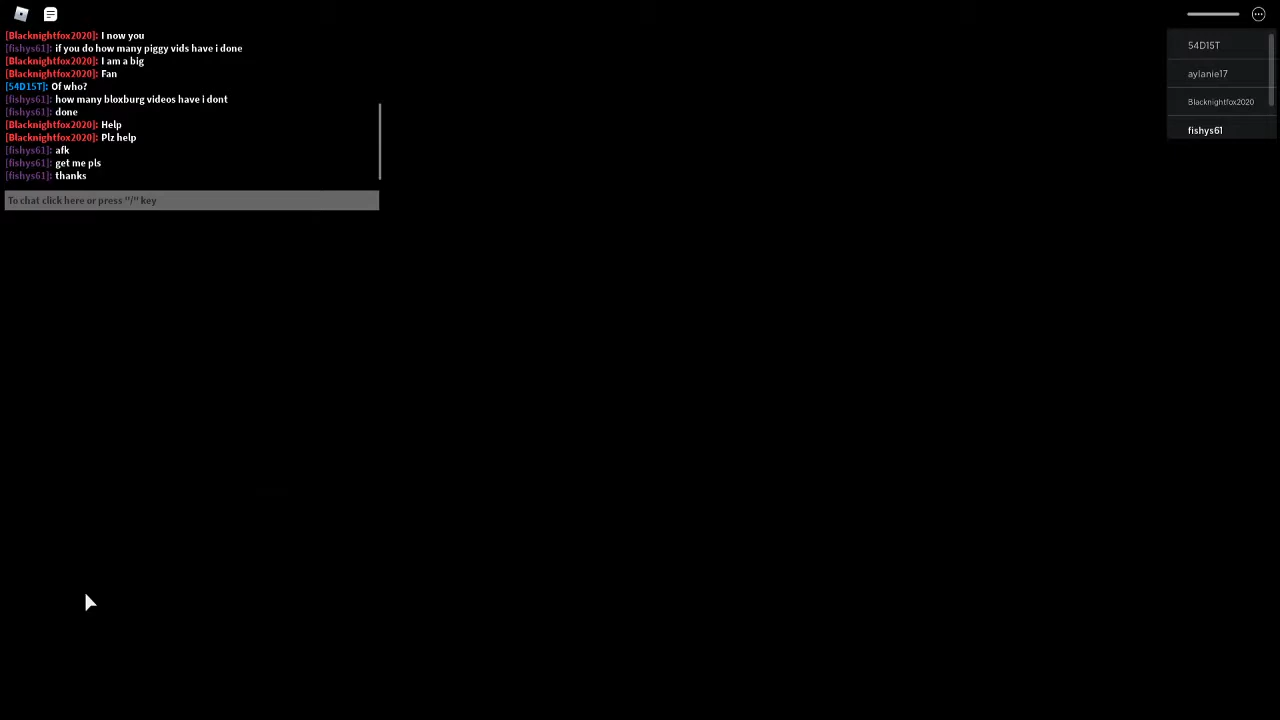 [Blacknightfox2020]: I now you
[fishys61]: if you do how many piggy vids have i done
[Blacknightfox2020]: I am a big
[Blacknightfox2020]: Fan
[54D15T]: Of who?
[fishys61]: how many bloxburg videos have i dont
[fishys61]: done
[Blacknightfox2020]: Help
[Blacknightfox2020]: Plz help
[fishys61]: afk
[fishys61]: get me pls
[fishys61]: thanks
To chat click here or press "/" key
54D15T
aylanie17
Blacknightfox2020
fishys61